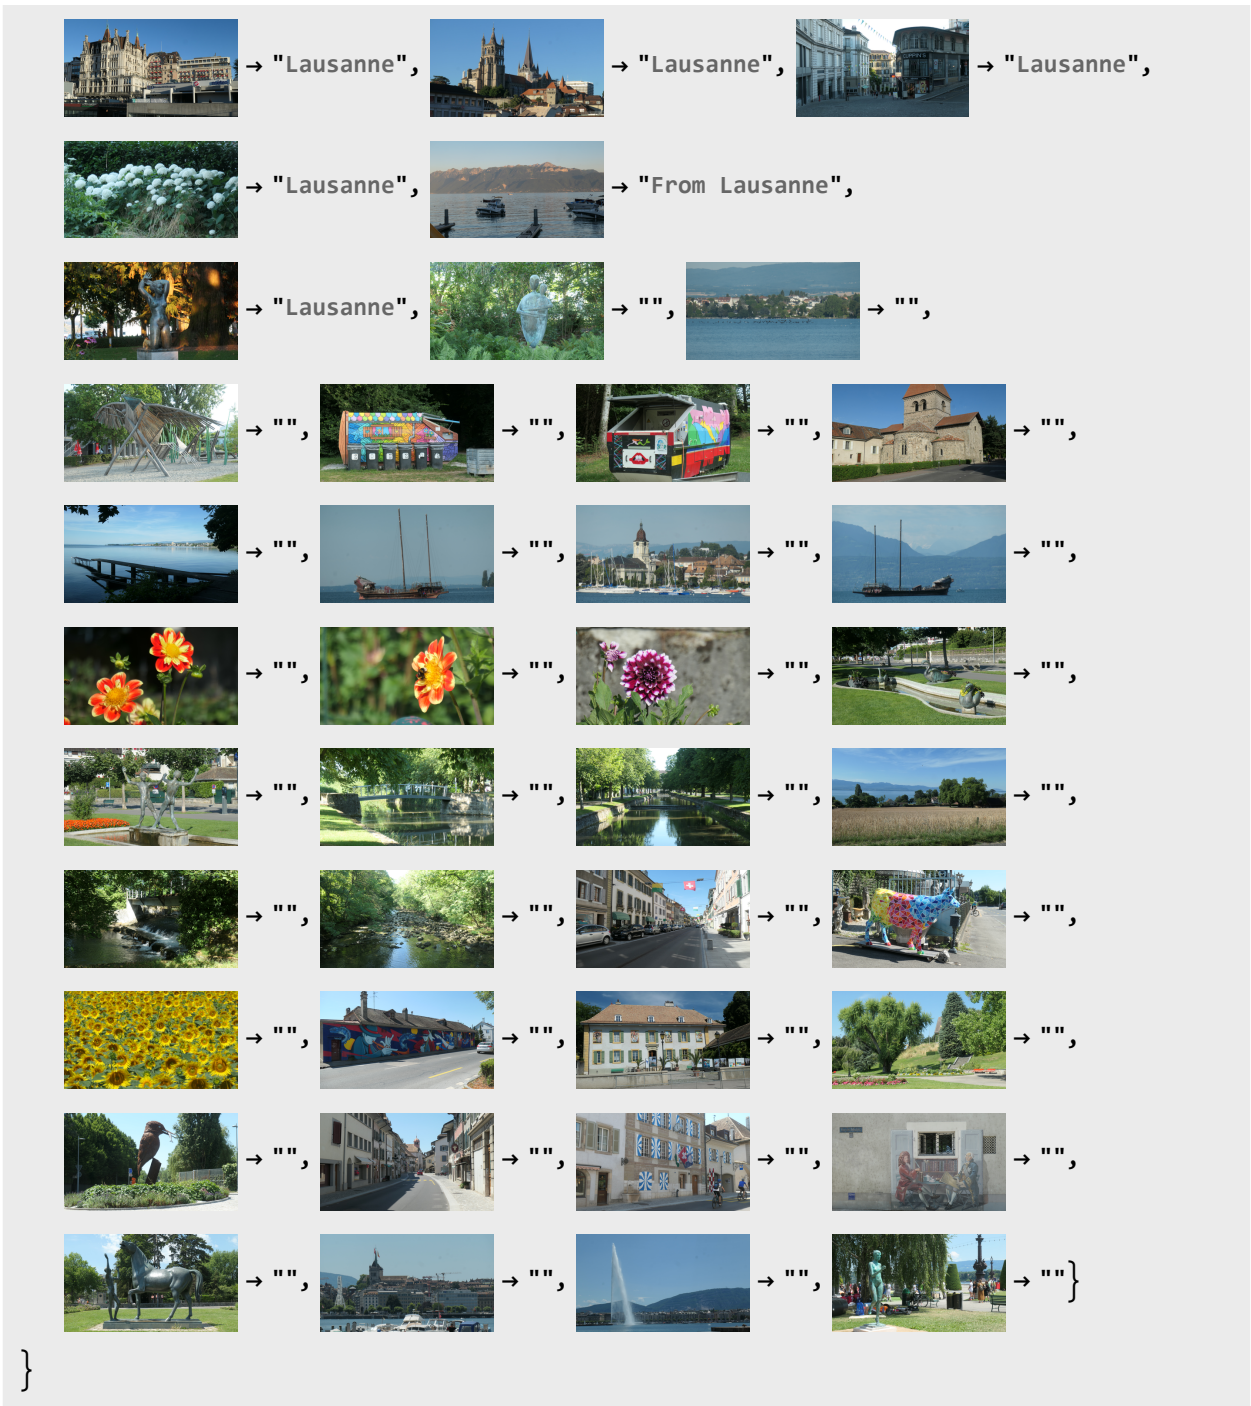 → "Lausanne", → "Lausanne", → "Lausanne",
→ "Lausanne", → "From Lausanne",
→ "Lausanne", → "", → "",
→ "", → "", → "", → "",
→ "", → "", → "", → "",
→ "", → "", → "", → "",
→ "", → "", → "", → "",
→ "", → "", → "", → "",
→ "", → "", → "", → "",
→ "", → "", → "", → "",
→ "", → "", → "", → ""}
}